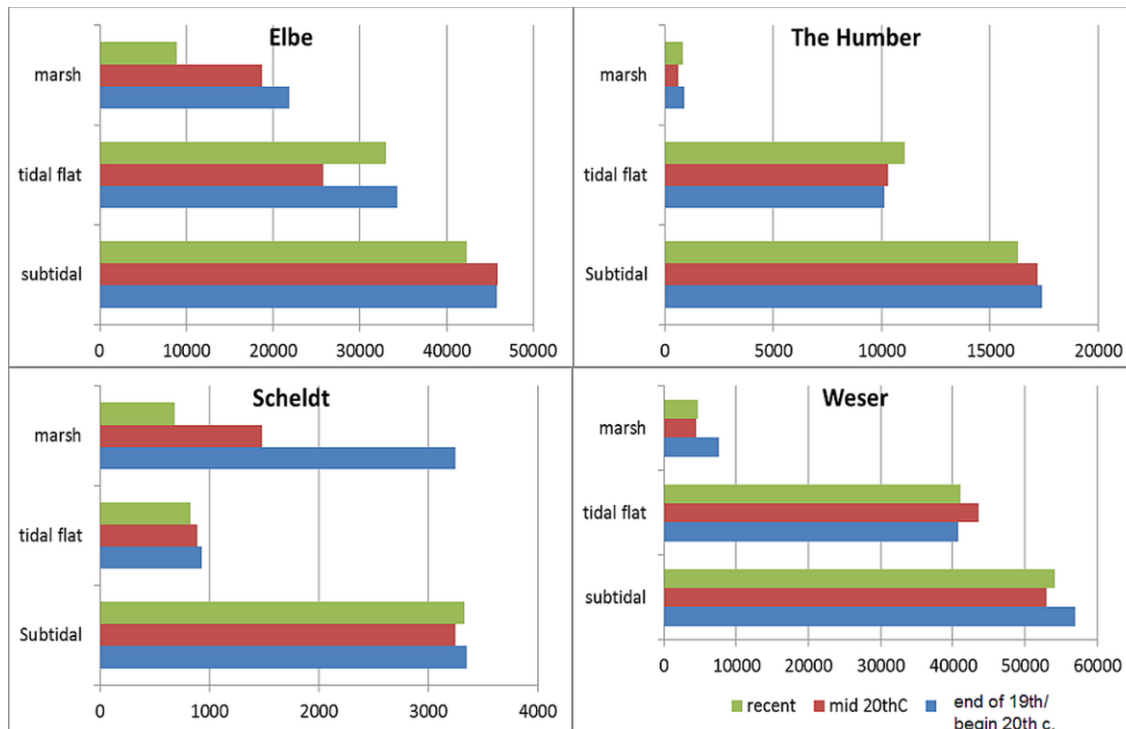 Elbe
marsh
tidal flat
subtidal
0 10000 20000 30000 40000 50000
The Humber
marsh
tidal flat
Subtidal
0 5000 10000 15000 20000
Scheldt
marsh
tidal flat
Subtidal
0 1000 2000 3000 4000
Weser
marsh
tidal flat
subtidal
0 10000 20000 30000 40000 50000 60000
recent mid 20thC end of 19th/
begin 20th c.